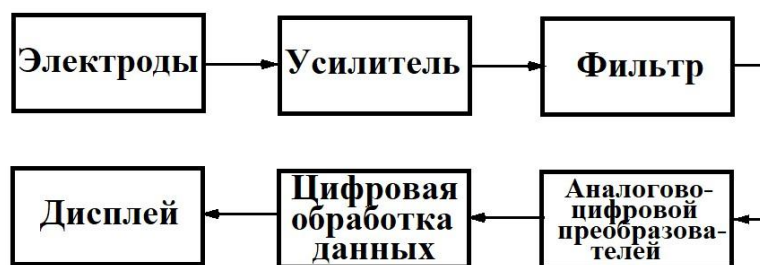 Электроды
Усилитель
Фильтр
Дисплей
Цифровая
обработка
данных
Аналогово-
цифровой
преобразова-
телей